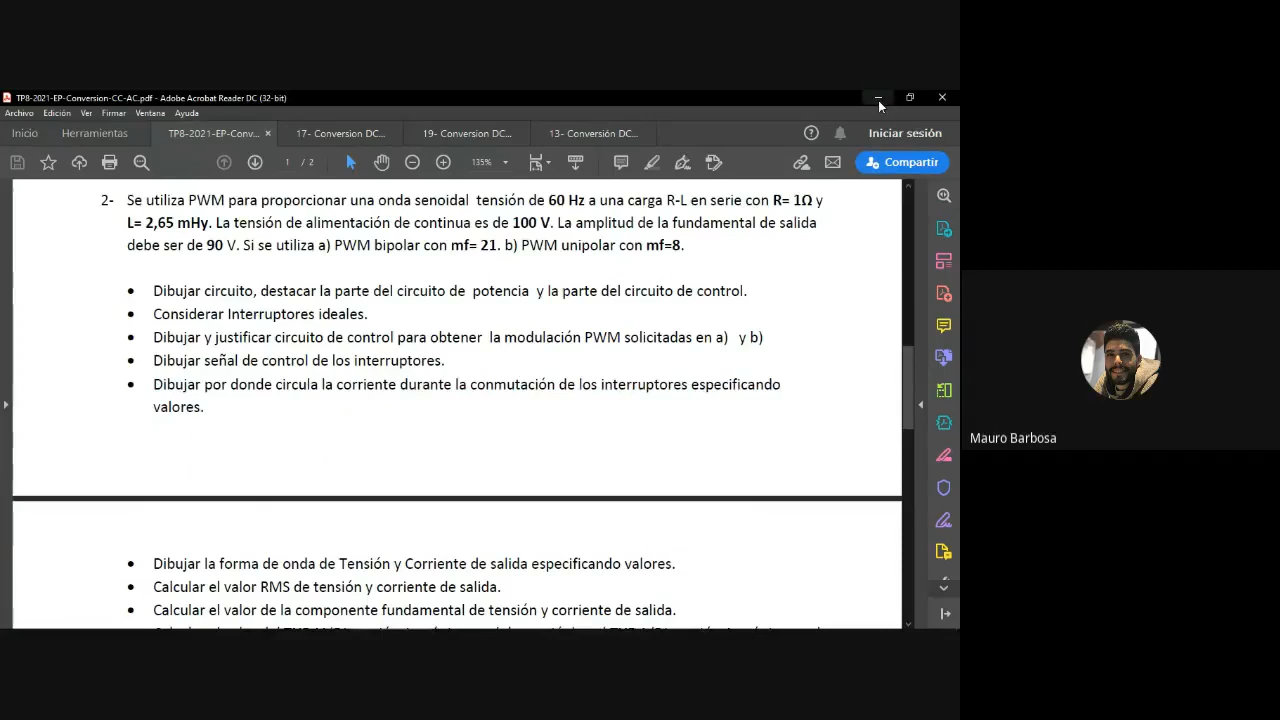 TP8-2021-EP-Conversion-CC-AC.pdf - Adobe Acrobat Reader DC (32-bit)
Archivo Edición Ver Firmar Ventana Ayuda
Inicio Herramientas TP8-2021-EP-Conv... × 17- Conversion DC... 19- Conversion DC... 13- Conversión DC... Iniciar sesión
1 / 2 135% Compartir
2- Se utiliza PWM para proporcionar una onda senoidal tensión de 60 Hz a una carga R-L en serie con R= 1Ω y
L= 2,65 mHy. La tensión de alimentación de continua es de 100 V. La amplitud de la fundamental de salida
debe ser de 90 V. Si se utiliza a) PWM bipolar con mf= 21. b) PWM unipolar con mf=8.
• Dibujar circuito, destacar la parte del circuito de potencia y la parte del circuito de control.
• Considerar Interruptores ideales.
• Dibujar y justificar circuito de control para obtener la modulación PWM solicitadas en a) y b)
• Dibujar señal de control de los interruptores.
• Dibujar por donde circula la corriente durante la conmutación de los interruptores especificando
valores.
• Dibujar la forma de onda de Tensión y Corriente de salida especificando valores.
• Calcular el valor RMS de tensión y corriente de salida.
• Calcular el valor de la componente fundamental de tensión y corriente de salida.
Mauro Barbosa